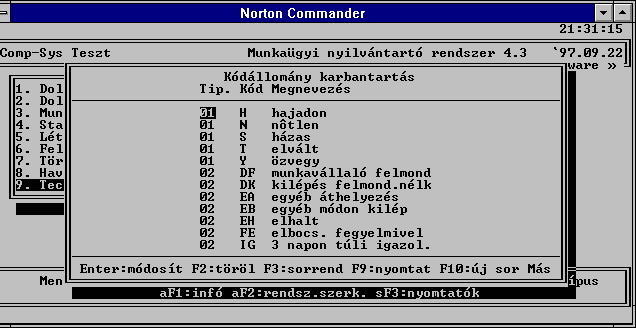 Norton Commander
21:31:15
Comp-Sys Teszt Munkaügyi nyilvántartó rendszer 4.3 `97.09.22
ware »
Kódállomány karbantartás
Tip. Kód Megnevezés
1. Dol
2. Dol
3. Mun
4. Sta
5. Lét
6. Fel
7. Tör
8. Hav
9. Tec
01 H hajadon
01 N nôtlen
01 S házas
01 T elvált
01 Y özvegy
02 DF munkavállaló felmond
02 DK kilépés felmond.nélk
02 EA egyéb áthelyezés
02 EB egyéb módon kilép
02 EH elhalt
02 FE elbocs. fegyelmivel
02 IG 3 napon túli igazol.
Enter:módosít F2:töröl F3:sorrend F9:nyomtat F10:új sor Más
Men ípus
aF1:infó aF2:rendsz.szerk. sF3:nyomtatók